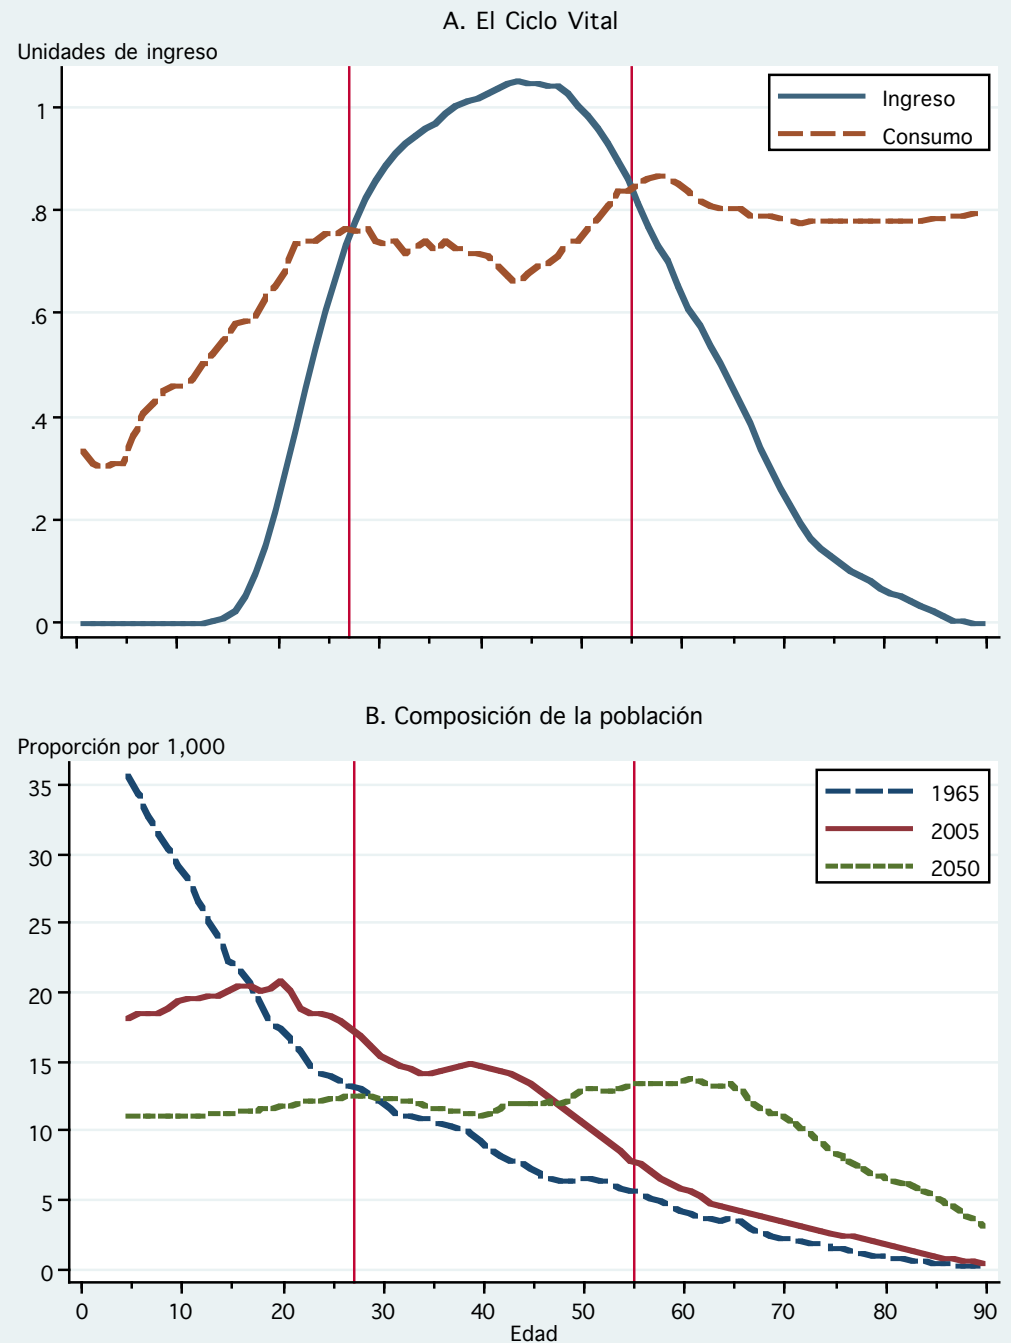 A. El Ciclo Vital
Unidades de ingreso
Ingreso
Consumo
1
.8
.6
.4
.2
0
B. Composición de la población
Proporción por 1,000
1965
2005
2050
35
30
25
20
15
10
5
0
0 10 20 30 40 50 60 70 80 90
Edad